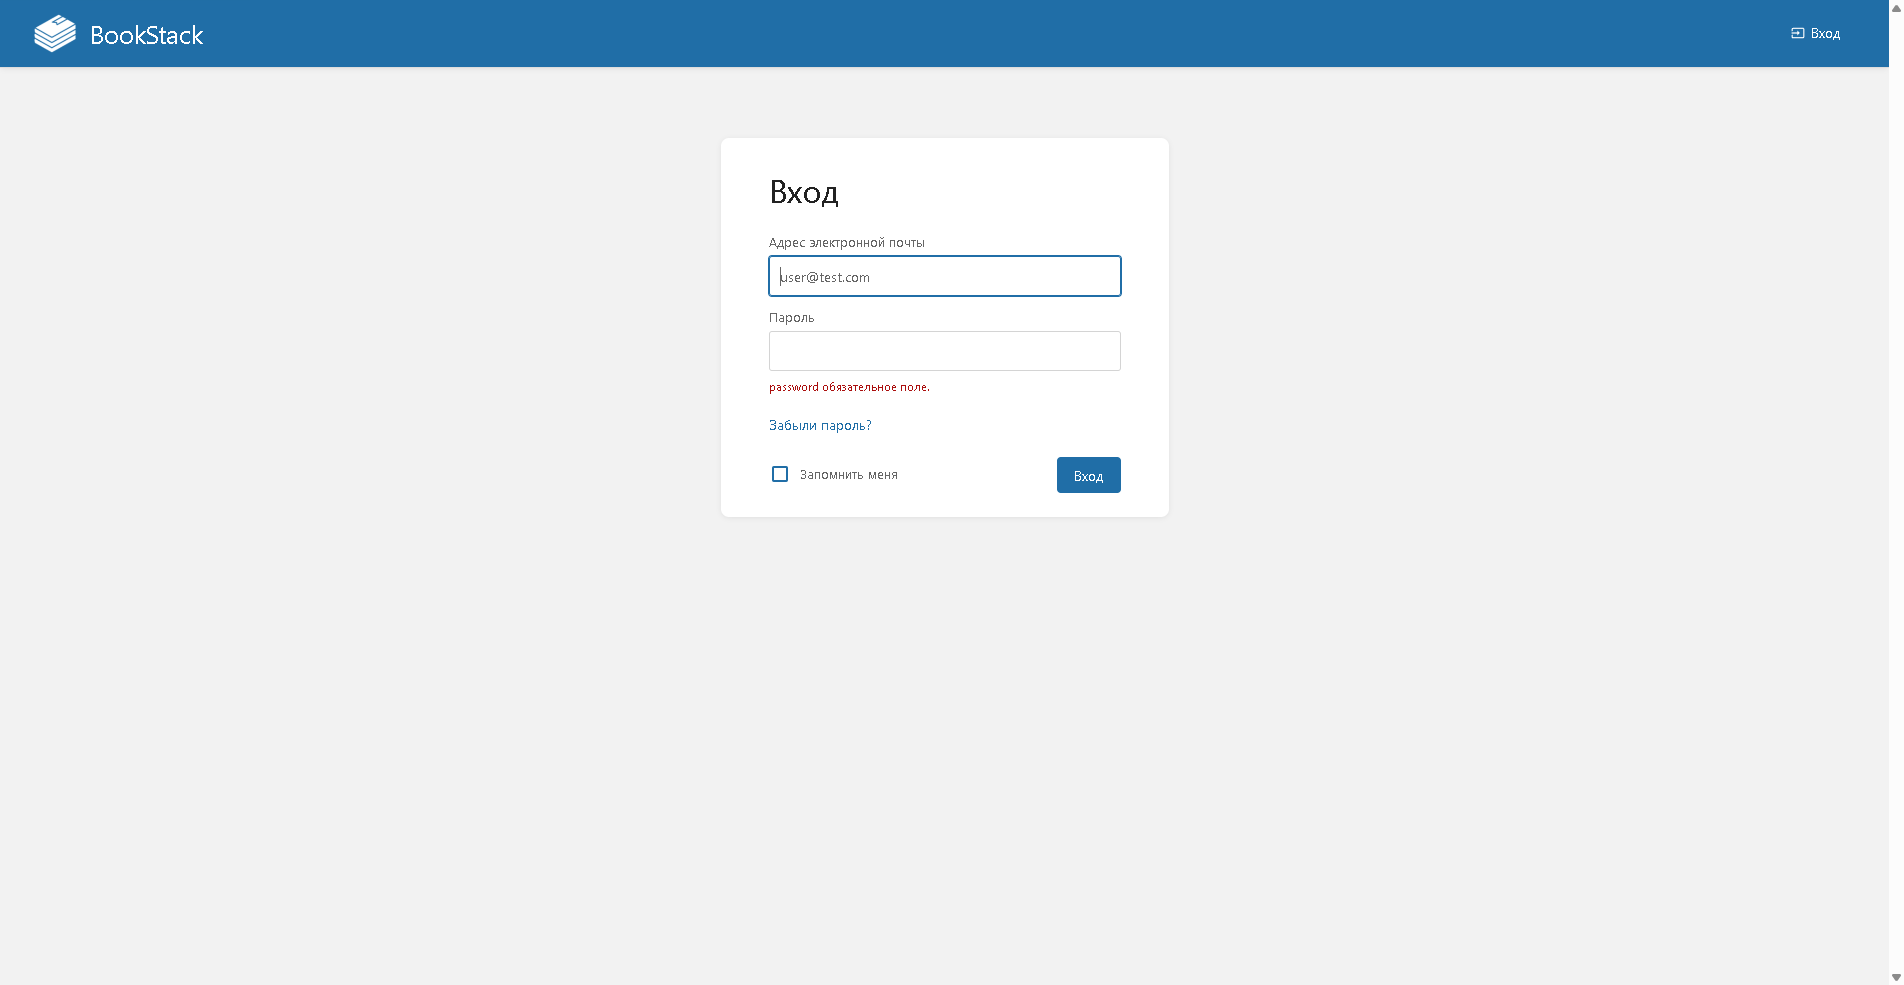 BookStack
Вход
Вход
Адрес электронной почты
user@test.com
Пароль
password обязательное поле.
Забыли пароль?
Запомнить меня
Вход